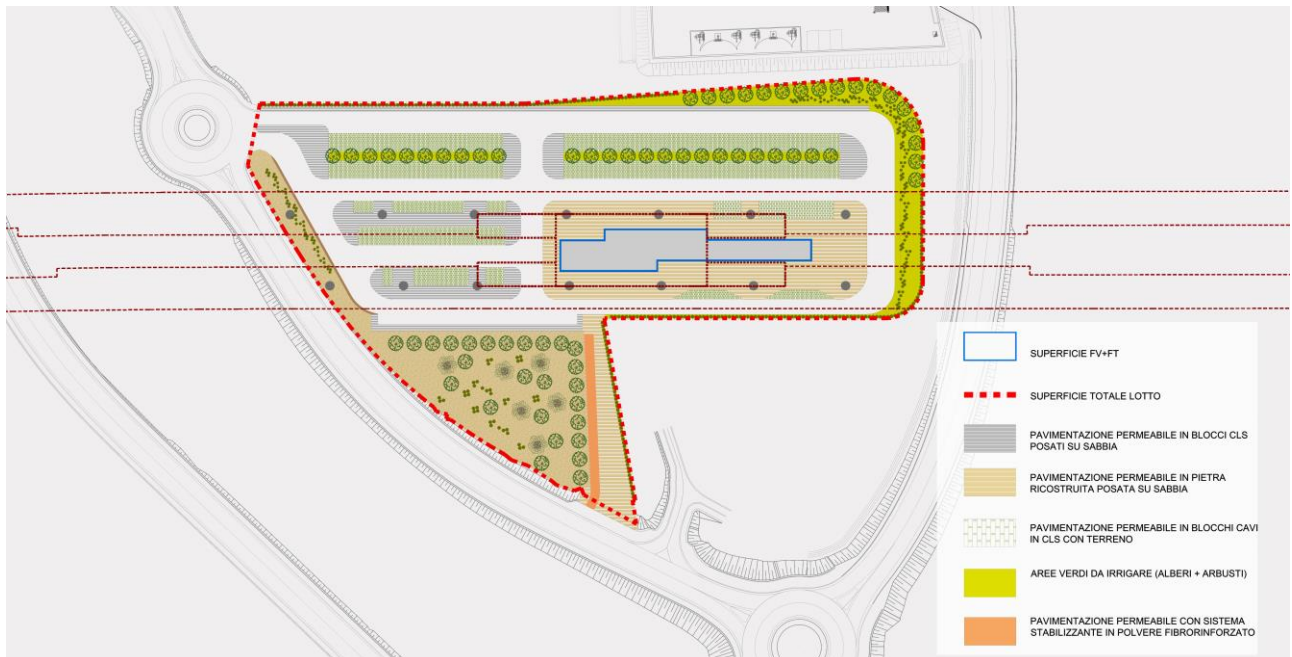 SUPERFICIE FV+FT
SUPERFICIE TOTALE LOTTO
PAVIMENTAZIONE PERMEABILE IN BLOCCI CLS
POSATI SU SABBIA
PAVIMENTAZIONE PERMEABILE IN PIETRA
RICOSTRUITA POSATA SU SABBIA
PAVIMENTAZIONE PERMEABILE IN BLOCCHI CAVI
IN CLS CON TERRENO
AREE VERDI DA IRRIGARE (ALBERI + ARBUSTI)
PAVIMENTAZIONE PERMEABILE CON SISTEMA
STABILIZZANTE IN POLVERE FIBRORINFORZATO